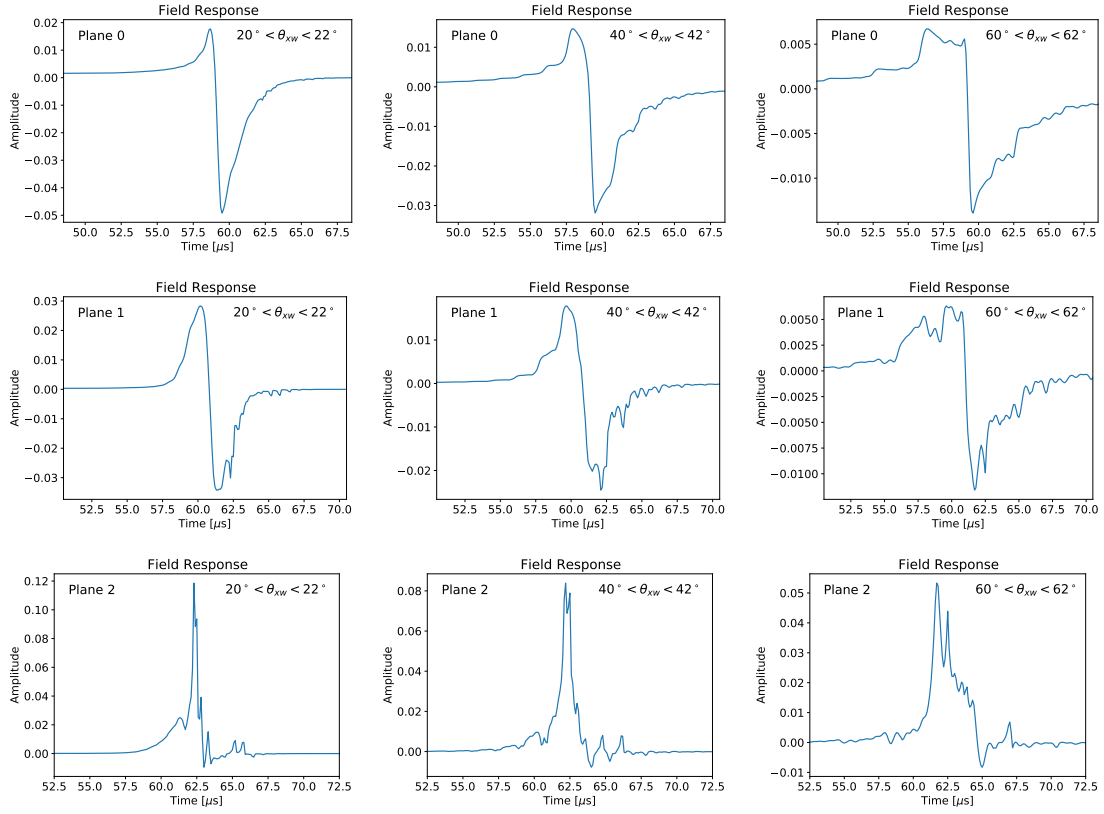 Field Response
Field Response
Field Response
Plane 0
20° < θxw < 22°
Plane 0
40° < θxw < 42°
Plane 0
60° < θxw < 62°
Amplitude
0.02
0.01
0.00
−0.01
−0.02
−0.03
−0.04
−0.05
Amplitude
0.01
0.00
−0.01
−0.02
−0.03
Amplitude
0.005
0.000
−0.005
−0.010
50.0 52.5 55.0 57.5 60.0 62.5 65.0 67.5
50.0 52.5 55.0 57.5 60.0 62.5 65.0 67.5
50.0 52.5 55.0 57.5 60.0 62.5 65.0 67.5
Time [μs]
Time [μs]
Time [μs]
Field Response
Field Response
Field Response
Plane 1
20° < θxw < 22°
Plane 1
40° < θxw < 42°
Plane 1
60° < θxw < 62°
Amplitude
0.03
0.02
0.01
0.00
−0.01
−0.02
−0.03
Amplitude
0.01
0.00
−0.01
−0.02
Amplitude
0.0050
0.0025
0.0000
−0.0025
−0.0050
−0.0075
−0.0100
52.5 55.0 57.5 60.0 62.5 65.0 67.5 70.0
52.5 55.0 57.5 60.0 62.5 65.0 67.5 70.0
52.5 55.0 57.5 60.0 62.5 65.0 67.5 70.0
Time [μs]
Time [μs]
Time [μs]
Field Response
Field Response
Field Response
Plane 2
20° < θxw < 22°
Plane 2
40° < θxw < 42°
Plane 2
60° < θxw < 62°
Amplitude
0.12
0.10
0.08
0.06
0.04
0.02
0.00
Amplitude
0.08
0.06
0.04
0.02
0.00
Amplitude
0.05
0.04
0.03
0.02
0.01
0.00
−0.01
52.5 55.0 57.5 60.0 62.5 65.0 67.5 70.0 72.5
52.5 55.0 57.5 60.0 62.5 65.0 67.5 70.0 72.5
52.5 55.0 57.5 60.0 62.5 65.0 67.5 70.0 72.5
Time [μs]
Time [μs]
Time [μs]